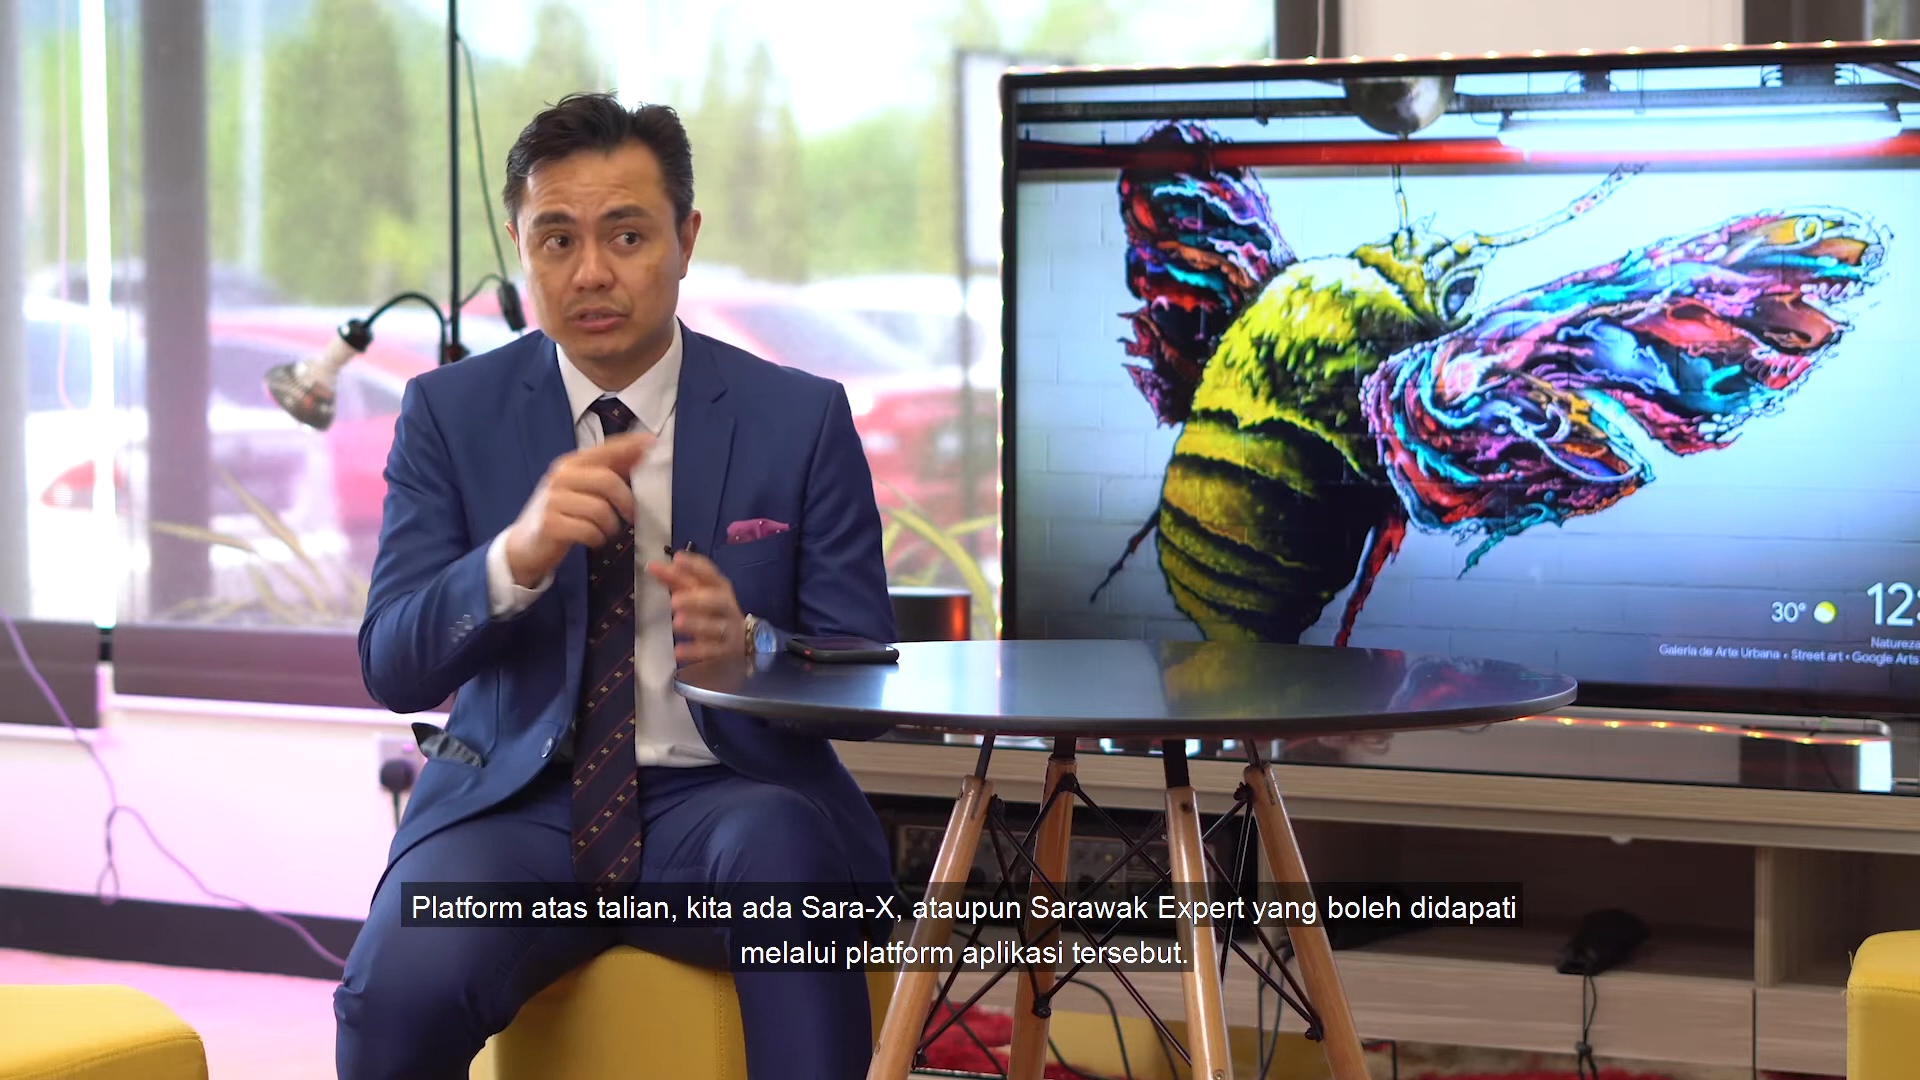 30°
12:
Natureza
Galeria de Arte Urbana • Street art • Google Arts
Platform atas talian, kita ada Sara-X, ataupun Sarawak Expert yang boleh didapati
melalui platform aplikasi tersebut.